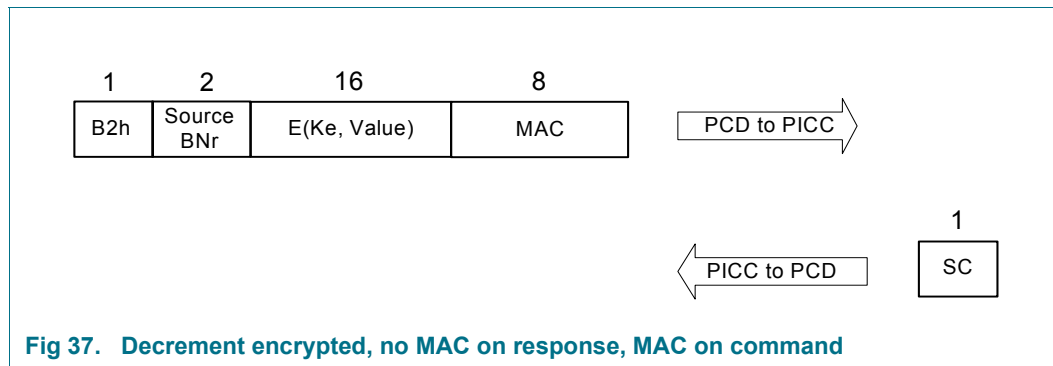 1 2 16 8
B2h Source BNr E(Ke, Value) MAC PCD to PICC
1
PICC to PCD SC
Fig 37. Decrement encrypted, no MAC on response, MAC on command